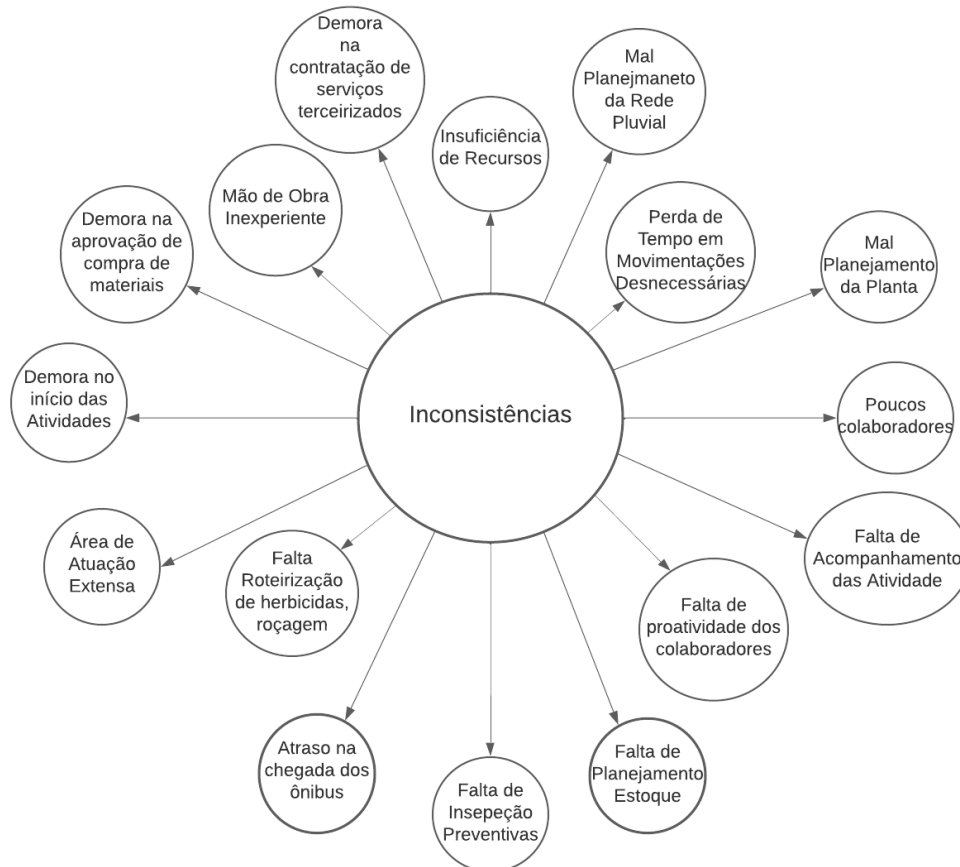 Demora
na
contratação de
serviços
terceirizados
Mal
Planejmaneto
da Rede
Pluvial
Insuficiência
de Recursos
Mão de Obra
Inexperiente
Demora na
aprovação de
compra de
materiais
Perda de
Tempo em
Movimentações
Desnecessárias
Mal
Planejamento
da Planta
Demora no
início das
Atividades
Inconsistências
Poucos
colaboradores
Área de
Atuação
Extensa
Falta
Roteirização
de herbicidas,
roçagem
Falta de
Acompanhamento
das Atividade
Falta de
proatividade dos
colaboradores
Atraso na
chegada dos
ônibus
Falta de
Insepeção
Preventivas
Falta de
Planejamento
Estoque